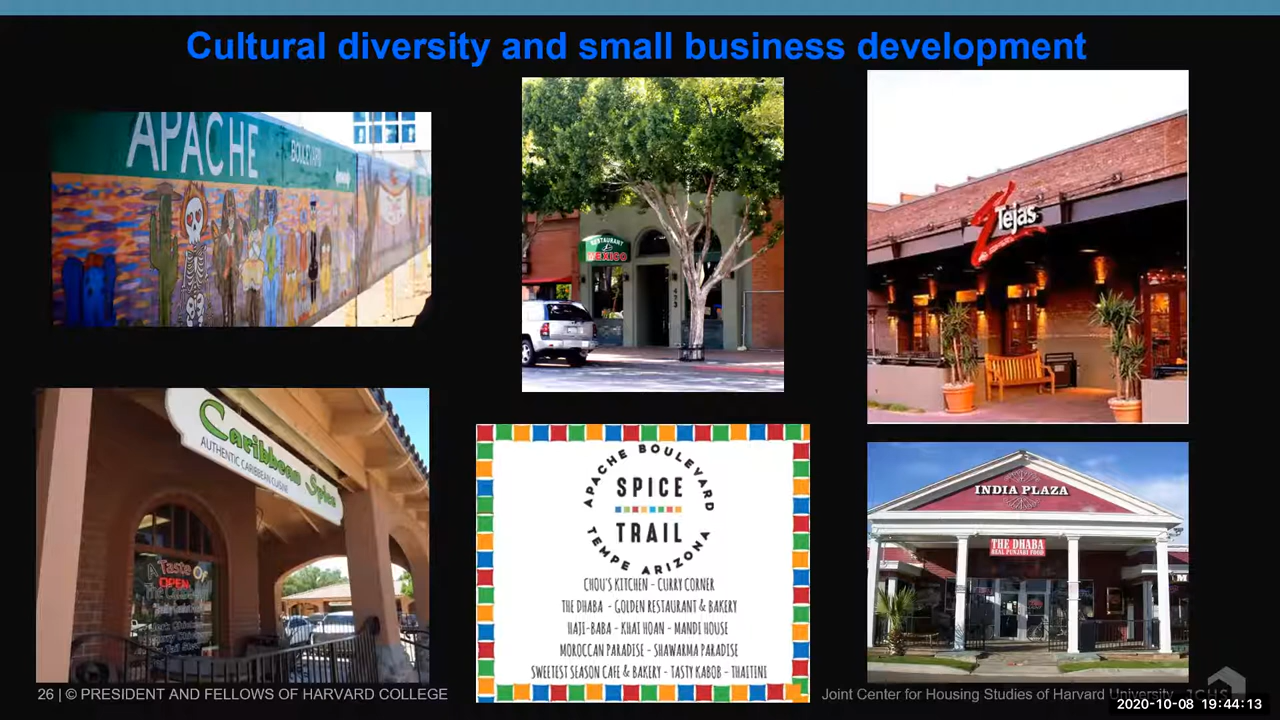 Cultural diversity and small business development
APACHE
BOULEVARD
RESTAURANT
MEXICO
Z'Tejas
Caribbean Spice
AUTHENTIC CARIBBEAN CUISINE
A Taste Of
OPEN
APACHE BOULEVARD
SPICE
TRAIL
TEMPE ARIZONA
CHOU'S KITCHEN - CURRY CORNER
THE DHABA - GOLDEN RESTAURANT & BAKERY
HAJI-BABA - KHAI HOAN - MANDI HOUSE
MOROCCAN PARADISE - SHAWARMA PARADISE
SWEETEST SEASON CAFE & BAKERY - TASTY KABOB - THAITINI
INDIA PLAZA
THE DHABA
REAL PUNJABI FOOD
26 | © PRESIDENT AND FELLOWS OF HARVARD COLLEGE
Joint Center for Housing Studies of Harvard University JCHS
2020-10-08 19:44:13